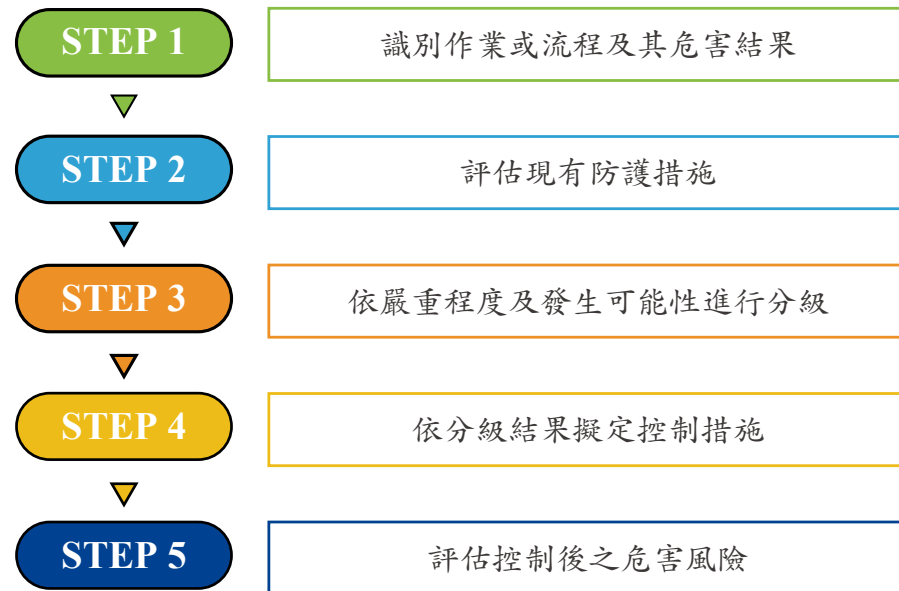 STEP 1
識別作業或流程及其危害結果
STEP 2
評估現有防護措施
STEP 3
依嚴重程度及發生可能性進行分級
STEP 4
依分級結果擬定控制措施
STEP 5
評估控制後之危害風險